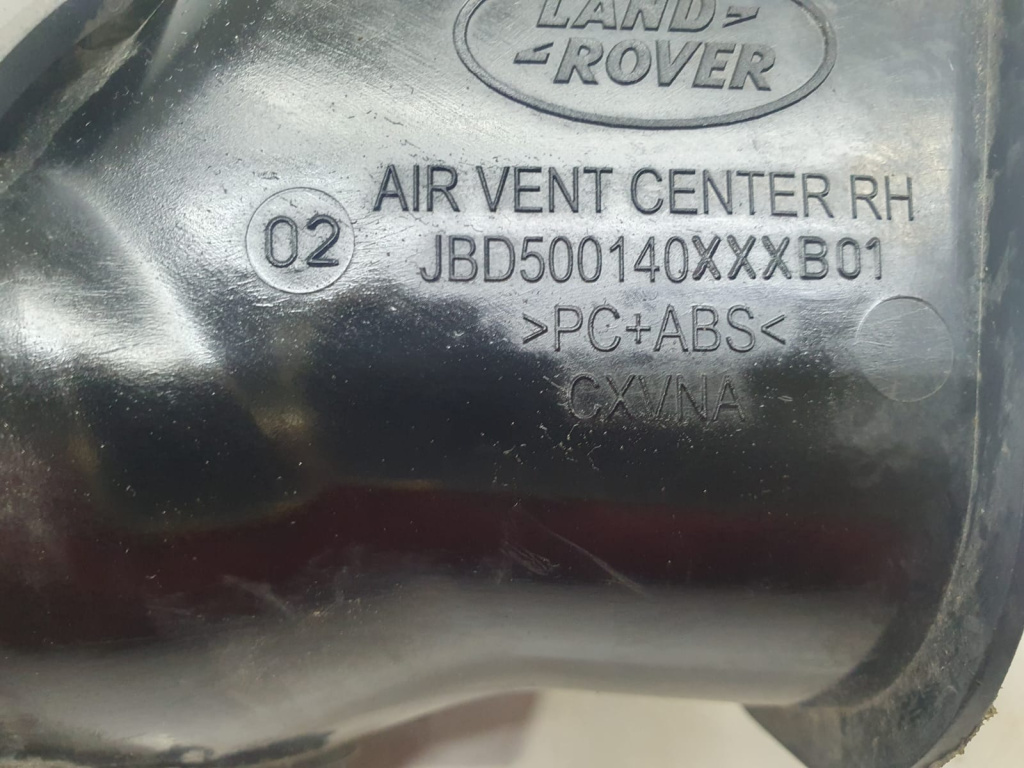 LAND
ROVER
AIR VENT CENTER RH
02
JBD500140XXXB01
>PC+ABS<
CXVNA